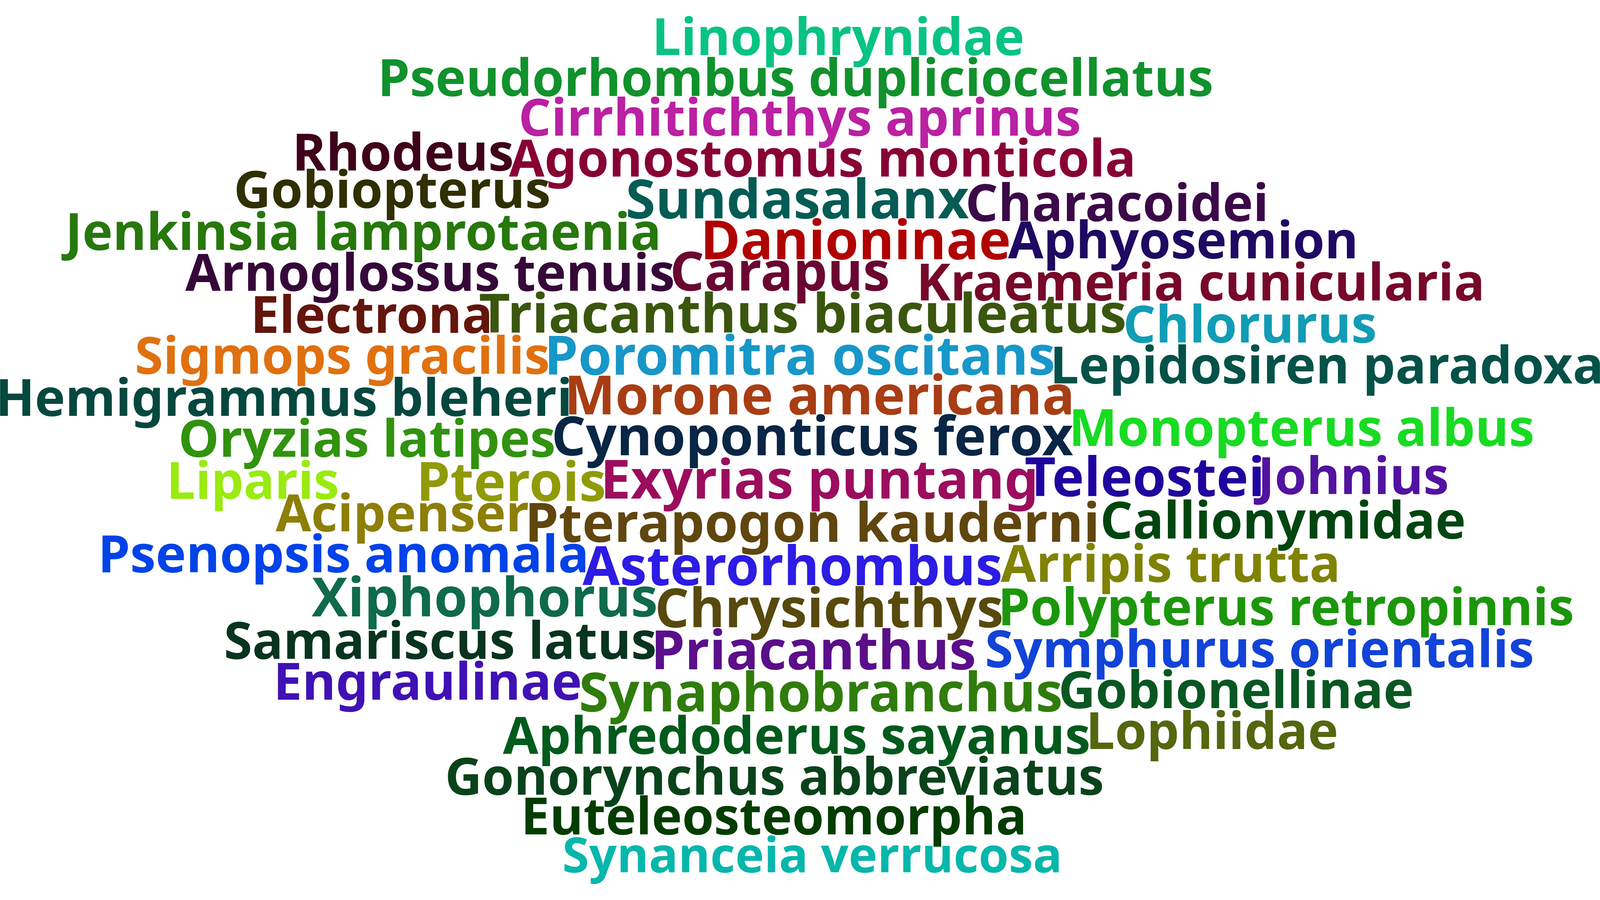 Linophrynidae
Pseudorhombus dupliciocellatus
Cirrhitichthys aprinus
Rhodeus Agonostomus monticola
Gobiopterus Sundasalanx Characoidei
Jenkinsia lamprotaenia Danioninae Aphyosemion
Arnoglossus tenuis Carapus Kraemeria cunicularia
Electrona Triacanthus biaculeatus Chlorurus
Sigmops gracilis Poromitra oscitans Lepidosiren paradoxa
Hemigrammus bleheri Morone americana
Oryzias latipes Cynoponticus ferox Monopterus albus
Liparis Pterois Exyrias puntang Teleostei Johnius
Acipenser Pterapogon kauderni Callionymidae
Psenopsis anomala Asterorhombus Arripis trutta
Xiphophorus Chrysichthys Polypterus retropinnis
Samariscus latus Priacanthus Symphurus orientalis
Engraulinae Synaphobranchus Gobionellinae
Aphredoderus sayanus Lophiidae
Gonorynchus abbreviatus
Euteleosteomorpha
Synanceia verrucosa